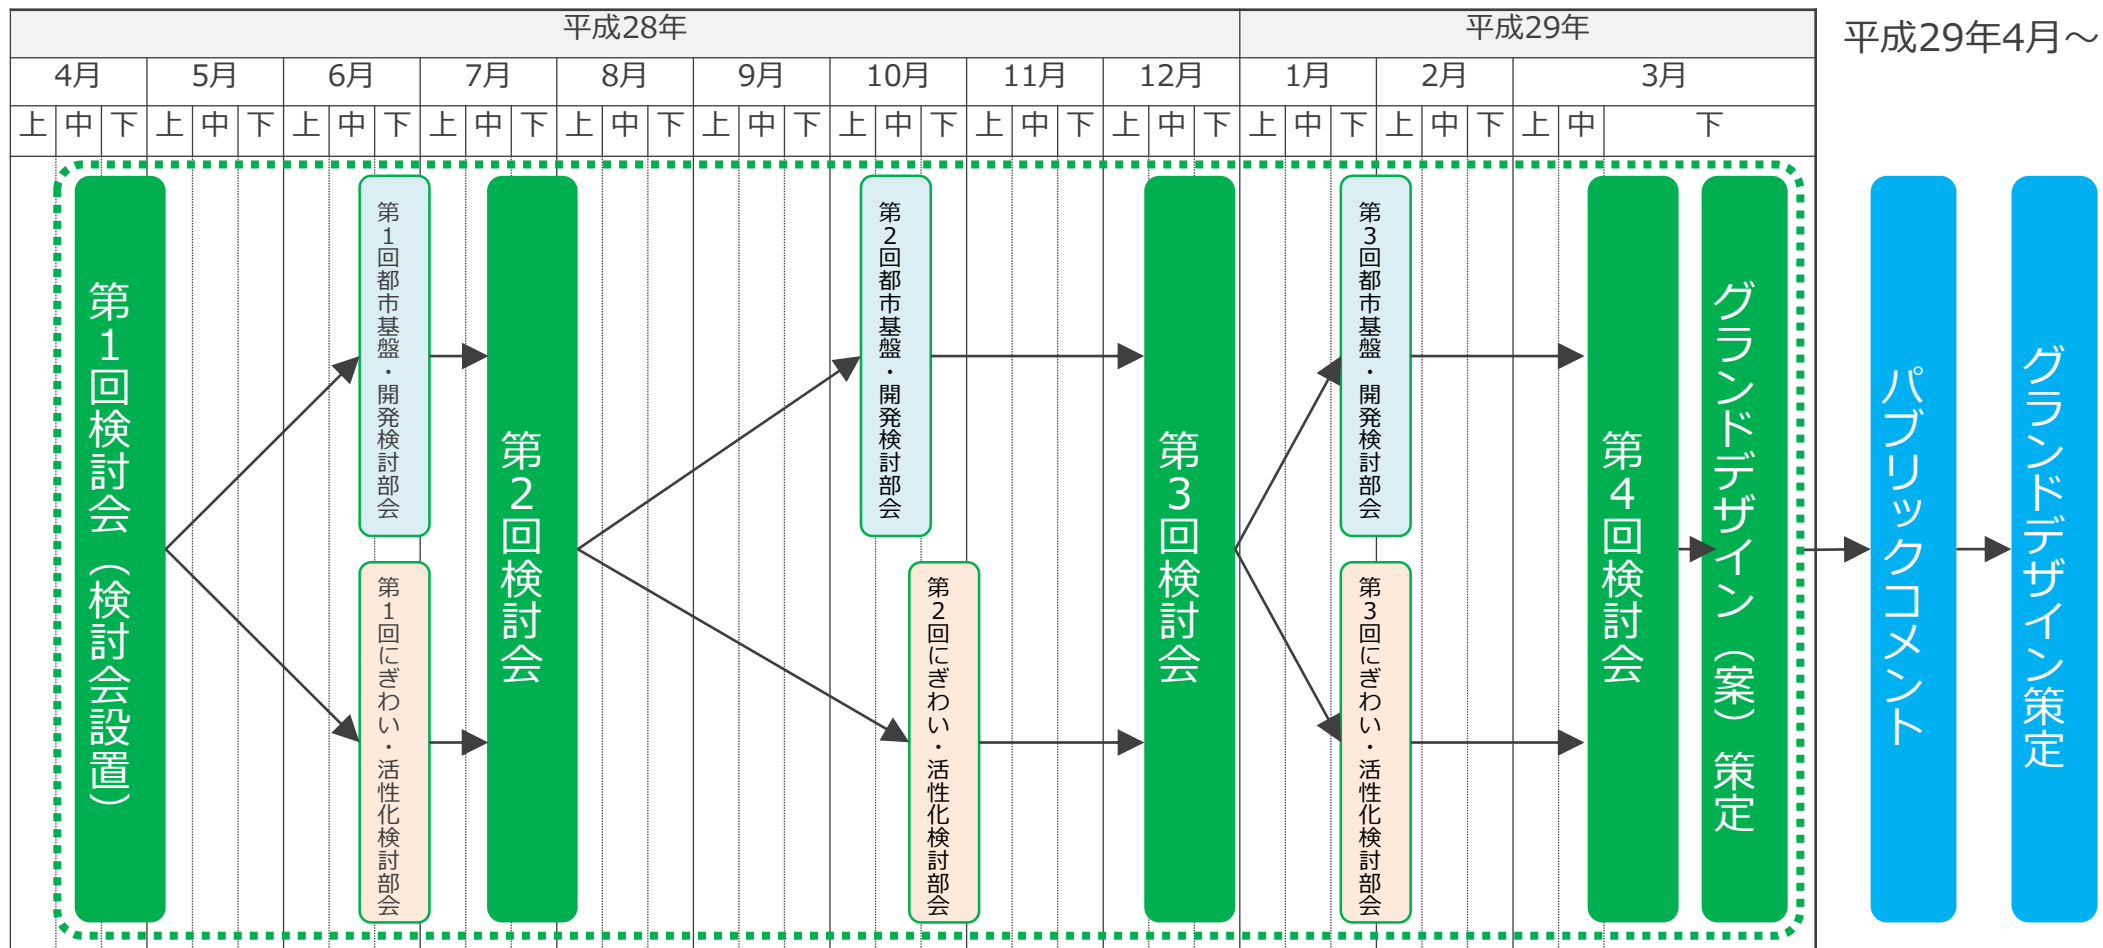 平成28年
平成29年
平成29年4月～
4月
5月
6月
7月
8月
9月
10月
11月
12月
1月
2月
3月
上 中 下 上 中 下 上 中 下 上 中 下 上 中 下 上 中 下 上 中 下 上 中 下 上 中 下 上 中 下 上 中 下 上 中 下
第1回検討会（検討会設置）
第1回都市基盤・開発検討部会
第1回にぎわい・活性化検討部会
第2回検討会
第2回都市基盤・開発検討部会
第2回にぎわい・活性化検討部会
第3回検討会
第3回都市基盤・開発検討部会
第3回にぎわい・活性化検討部会
第4回検討会
グランドデザイン（案）策定
パブリックコメント
グランドデザイン策定